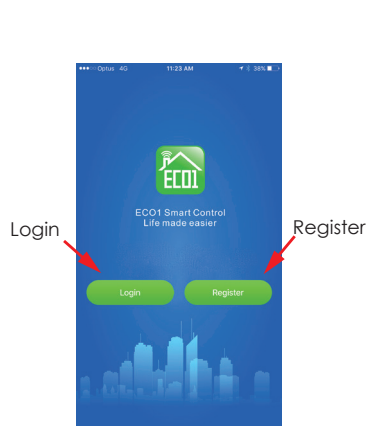 Optus 4G 11:23 AM 38%
ECO1
ECO1 Smart Control
Life made easier
Login
Register
Login Register